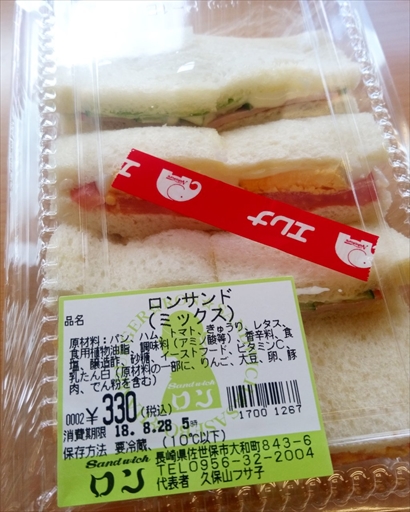 エレナ
エ
品名
ロンサンド
(ミックス)
原材料:パン、ハム、トマト、きゅうり、レタス、
食用植物油脂、調味料(アミノ酸等)、香辛料、食
塩、醸造酢、砂糖、イーストフード、ビタミンC、
乳たん白(原材料の一部に、りんご、大豆、卵、豚
肉、でん粉を含む)
0002 ¥330(税込)
消費期限 18.8.28 5時
1700 1267
保存方法 要冷蔵、(10℃以下)
Sandwich
ロン
Sandwich
ロン
長崎県佐世保市大和町843-6
TEL0956-32-2004
代表者 久保山フサ子